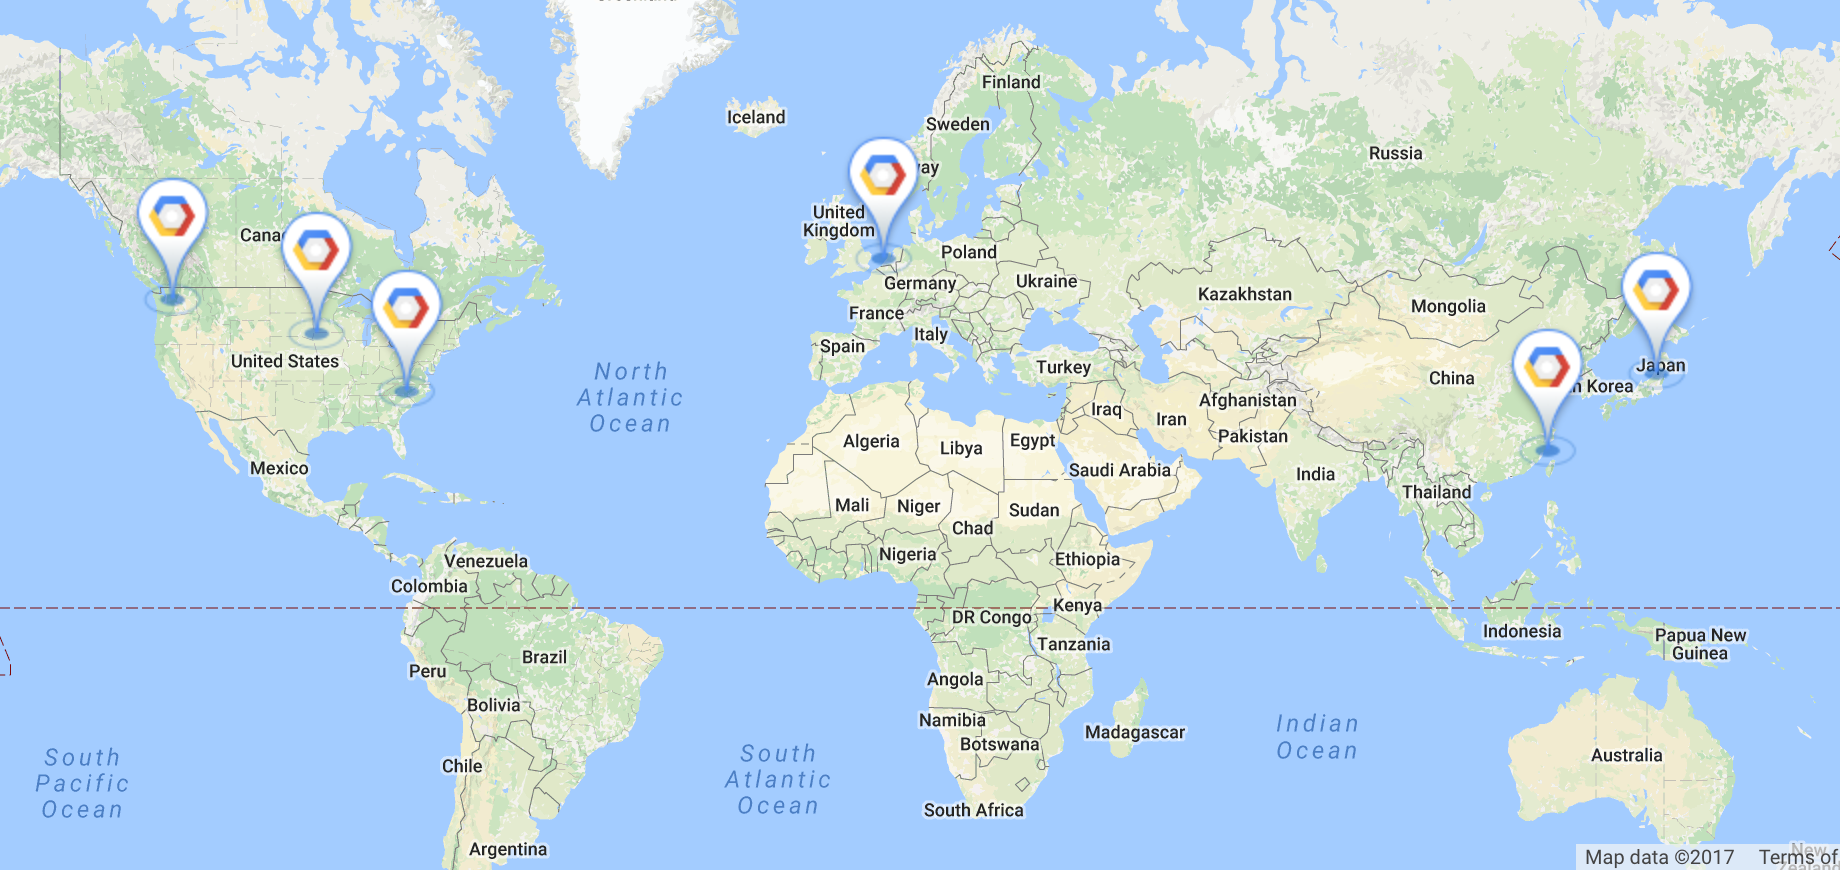 Finland
Iceland
Sweden
Russia
way
United
Kingdom
Cana
Poland
Germany
Ukraine
Kazakhstan
Mongolia
France
Italy
Spain
United States
Turkey
Japan
China
n Korea
North
Atlantic
Ocean
Afghanistan
Iraq
Iran
Pakistan
Algeria
Libya
Egypt
Saudi Arabia
India
Mexico
Thailand
Mali
Niger
Sudan
Chad
Nigeria
Ethiopia
Venezuela
Colombia
Kenya
DR Congo
Indonesia
Papua New
Guinea
Tanzania
Brazil
Peru
Angola
Bolivia
Namibia
Botswana
Madagascar
Indian
Ocean
South
Pacific
Ocean
South
Atlantic
Ocean
Chile
Australia
South Africa
Argentina
New
Map data ©2017 Terms of